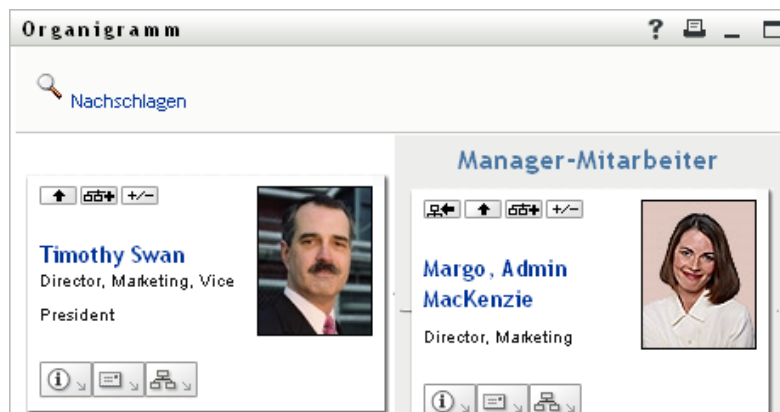 Organigramm
Nachschlagen
Manager-Mitarbeiter
Timothy Swan
Director, Marketing, Vice
President
Margo, Admin
MacKenzie
Director, Marketing